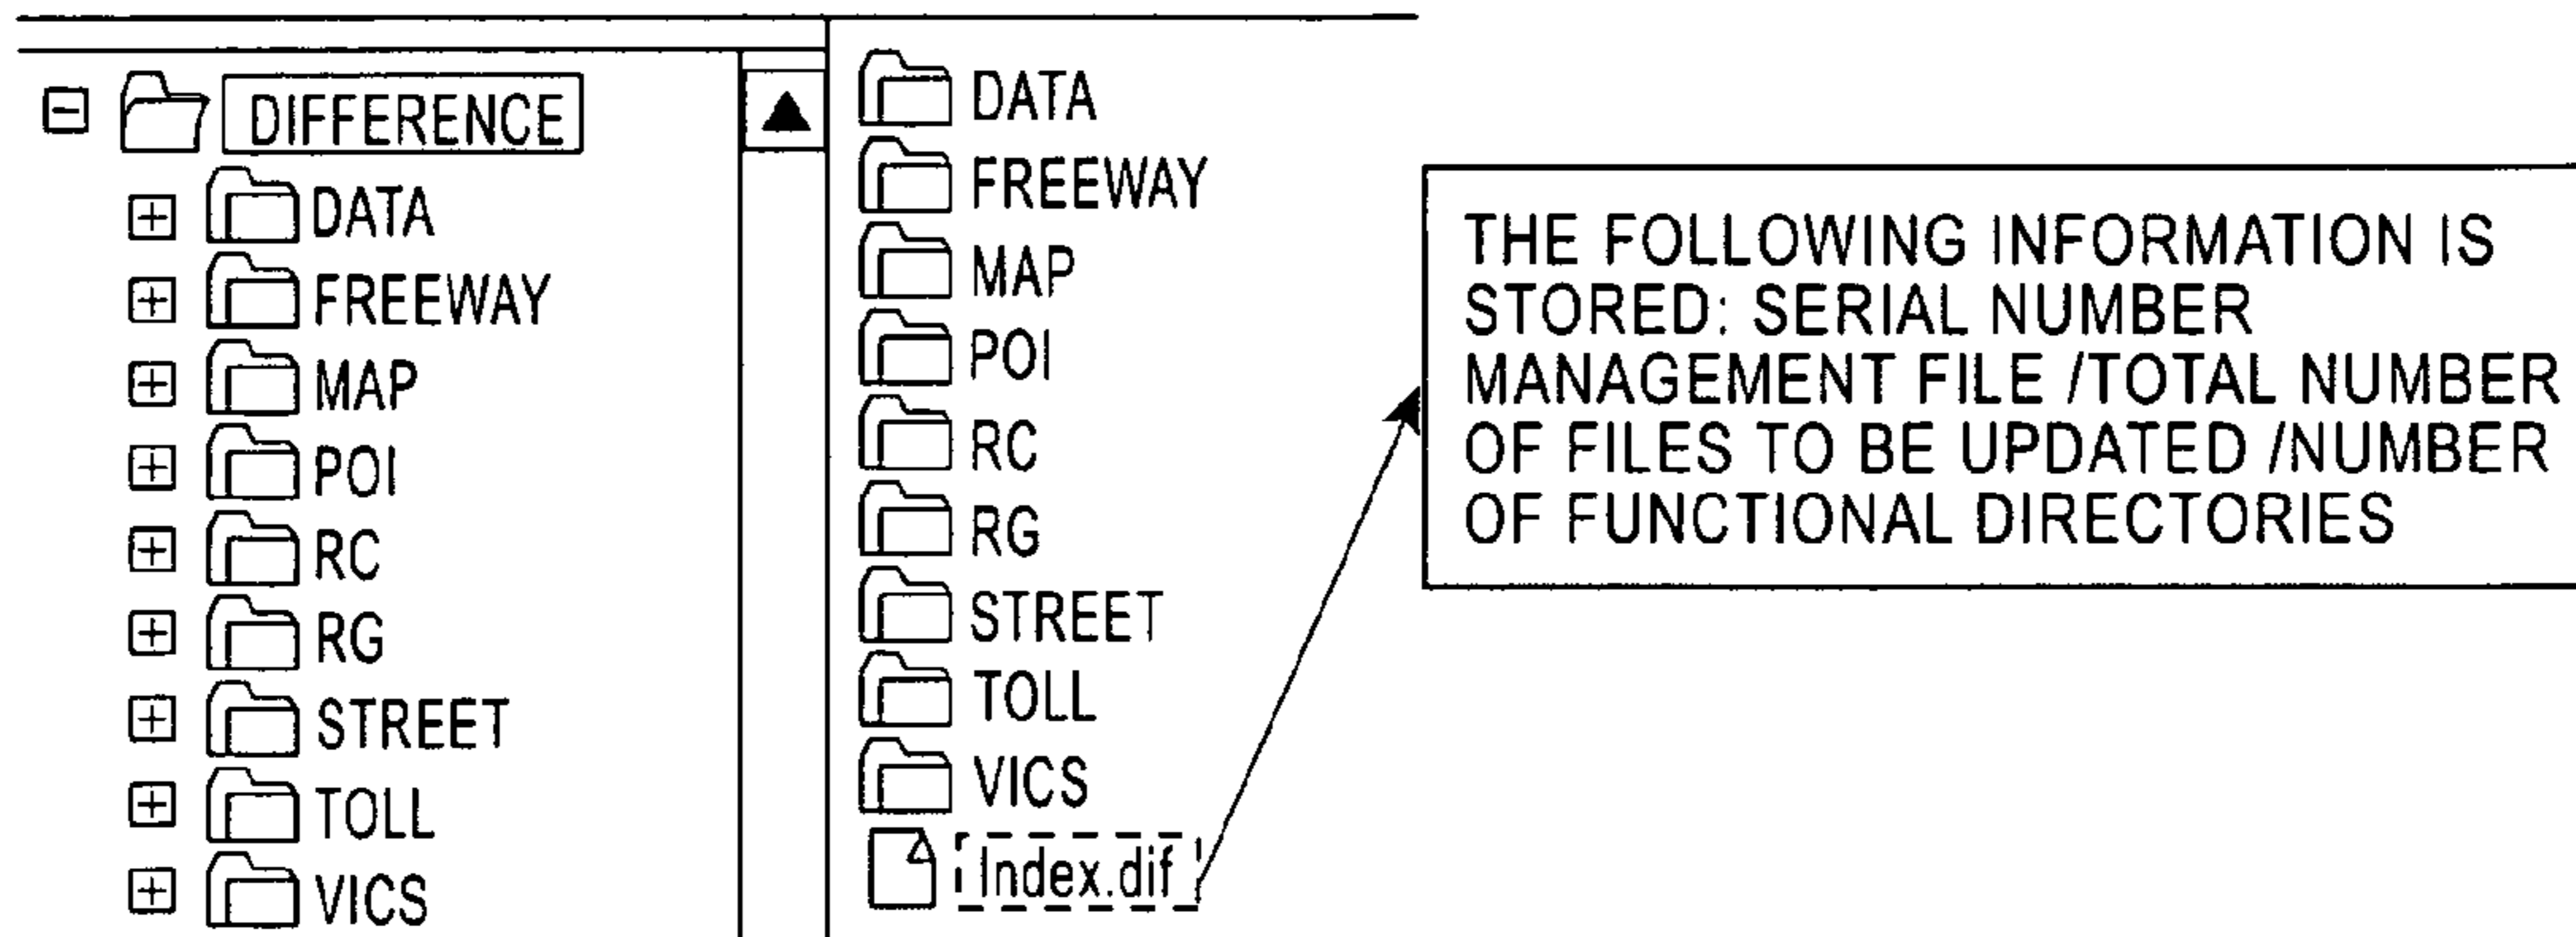 DIFFERENCE
DATA
FREEWAY
MAP
POI
RC
RG
STREET
TOLL
VICS
DATA
FREEWAY
MAP
POI
RC
RG
STREET
TOLL
VICS
Index.dif
THE FOLLOWING INFORMATION IS
STORED: SERIAL NUMBER
MANAGEMENT FILE /TOTAL NUMBER
OF FILES TO BE UPDATED /NUMBER
OF FUNCTIONAL DIRECTORIES